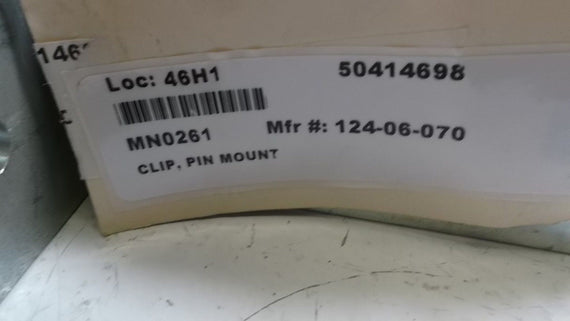 Loc: 46H1 50414698
MN0261 Mfr #: 124-06-070
CLIP, PIN MOUNT